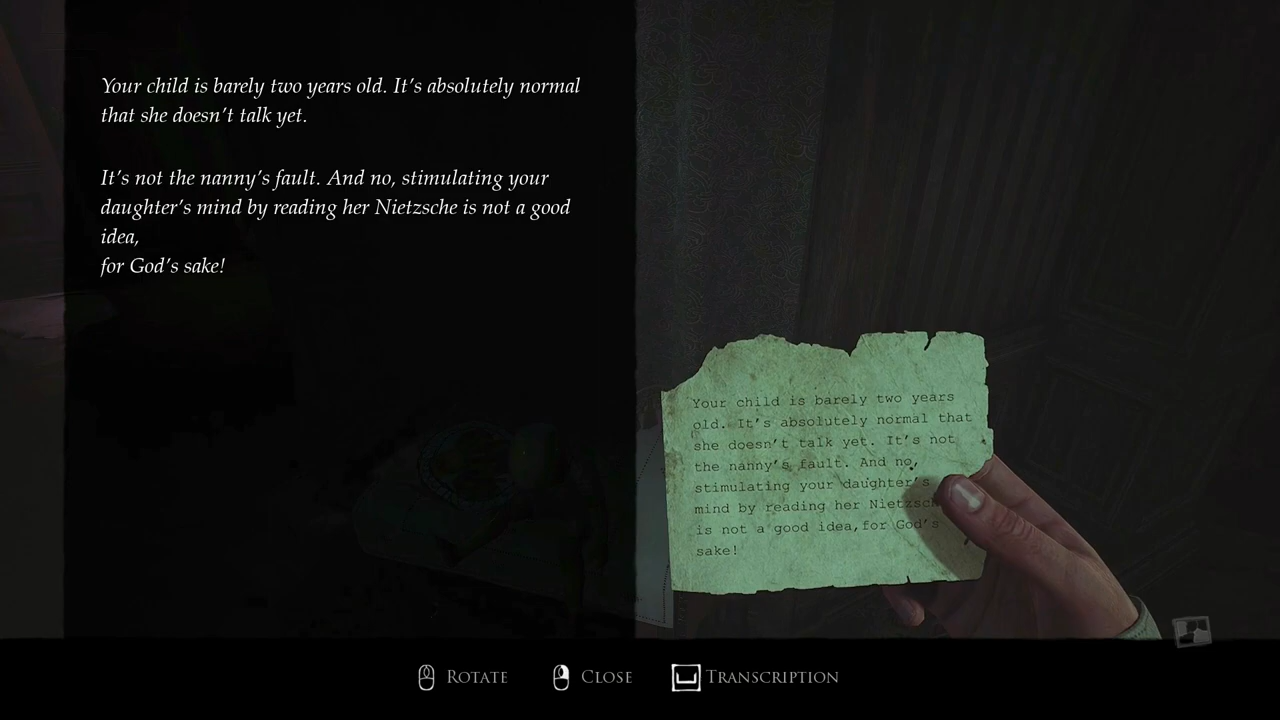 Your child is barely two years old. It's absolutely normal
that she doesn't talk yet.
It's not the nanny's fault. And no, stimulating your
daughter's mind by reading her Nietzsche is not a good
idea,
for God's sake!
Your child is barely two years
old. It's absolutely normal that
she doesn't talk yet. It's not
the nanny's fault. And no,
stimulating your daughter's
mind by reading her Nietzsch
is not a good idea,for God's
sake!
ROTATE CLOSE TRANSCRIPTION